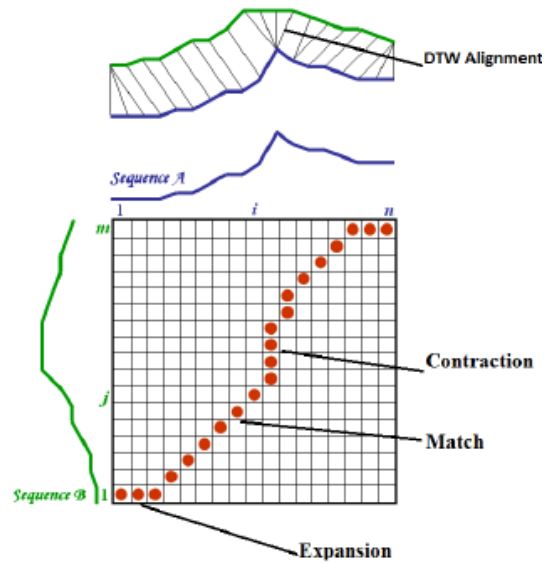 DTW Alignment
Sequence A
1 i n
m
Contraction
j
Match
Sequence B 1
Expansion